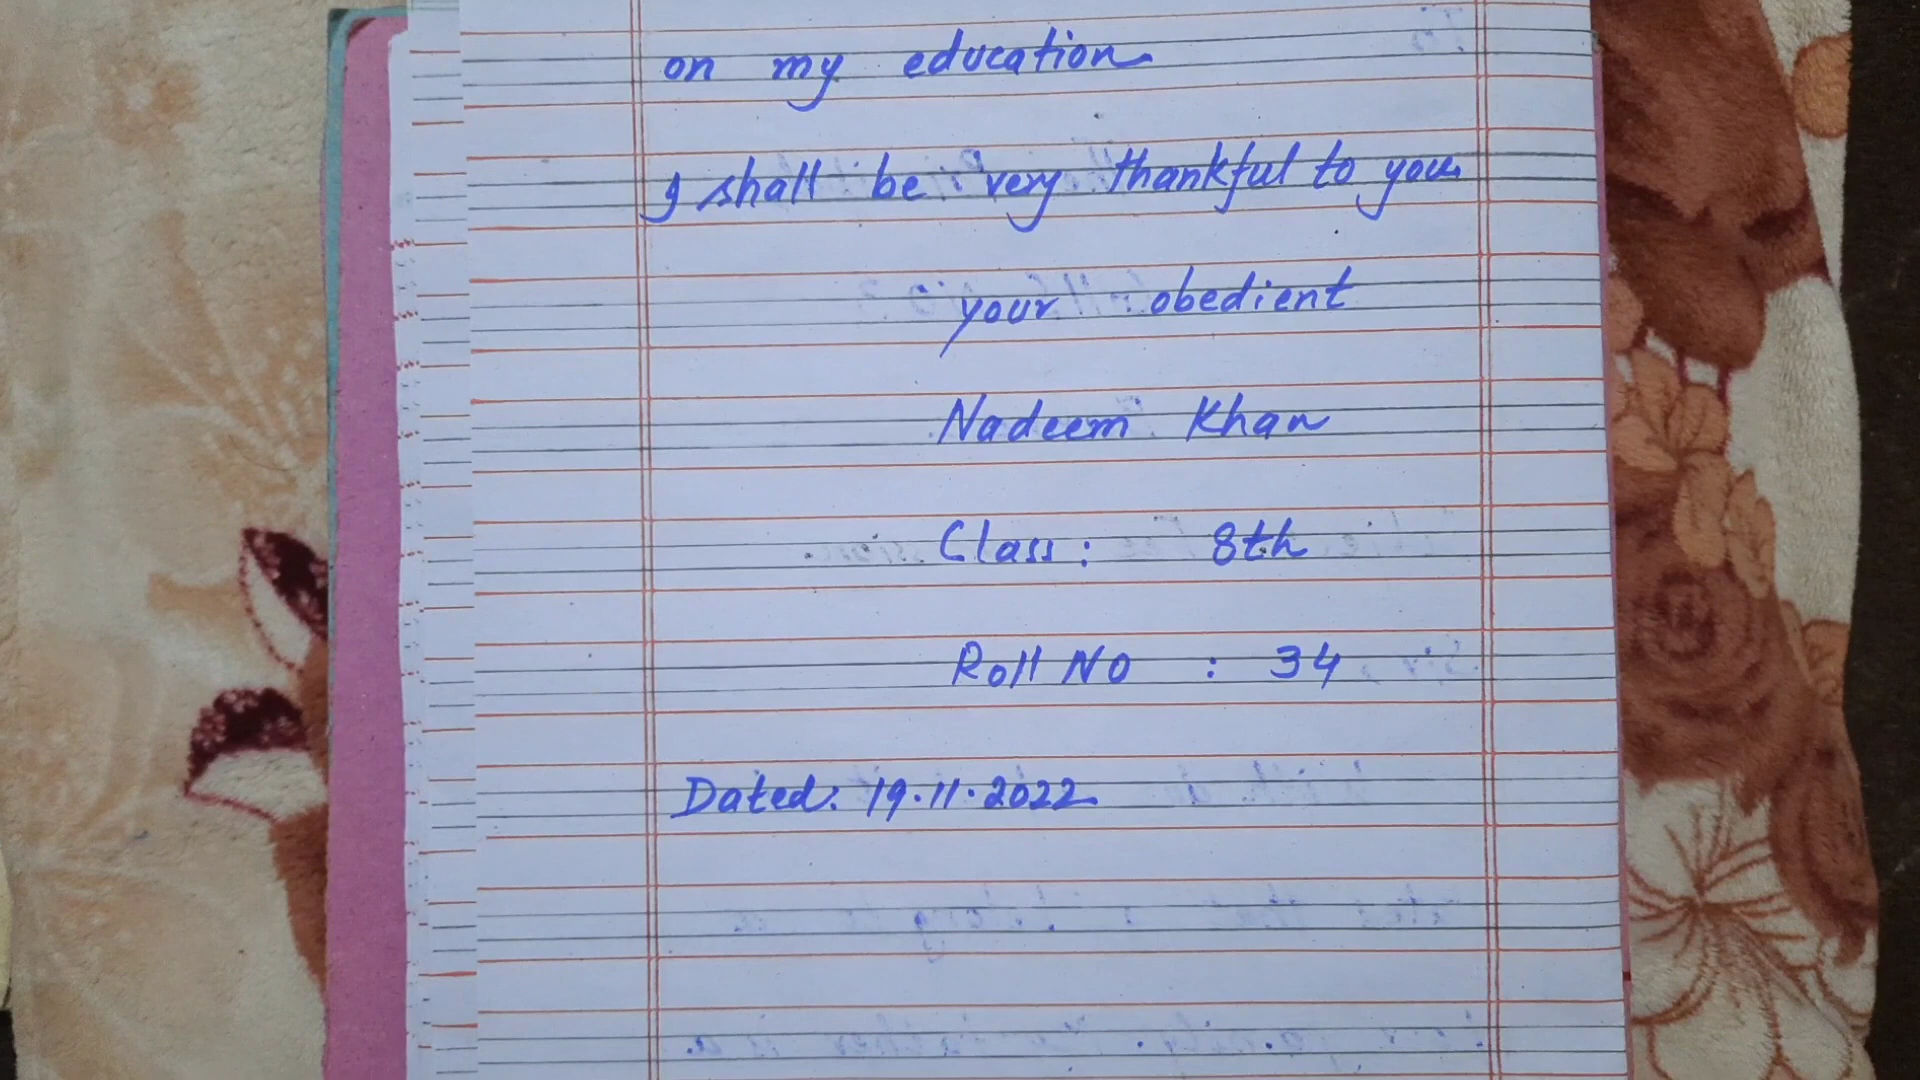 on my education
I shall be very thankful to you
your obedient
Nadeem Khan
Class: 8th
Roll NO : 34
Dated: 19.11.2022